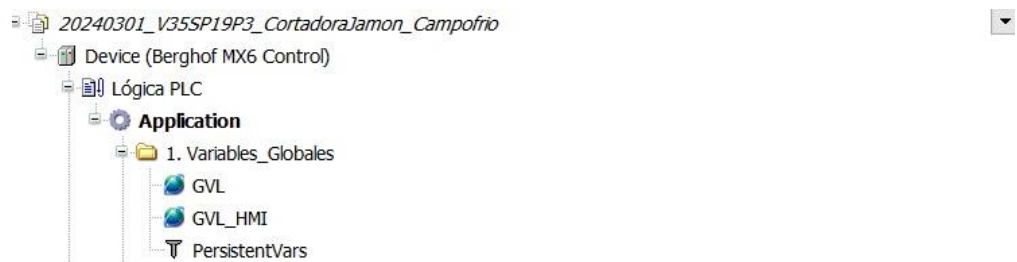 20240301_V35SP19P3_CortadoraJamon_Campofrio
Device (Berghof MX6 Control)
Lógica PLC
Application
1. Variables_Globales
GVL
GVL_HMI
PersistentVars